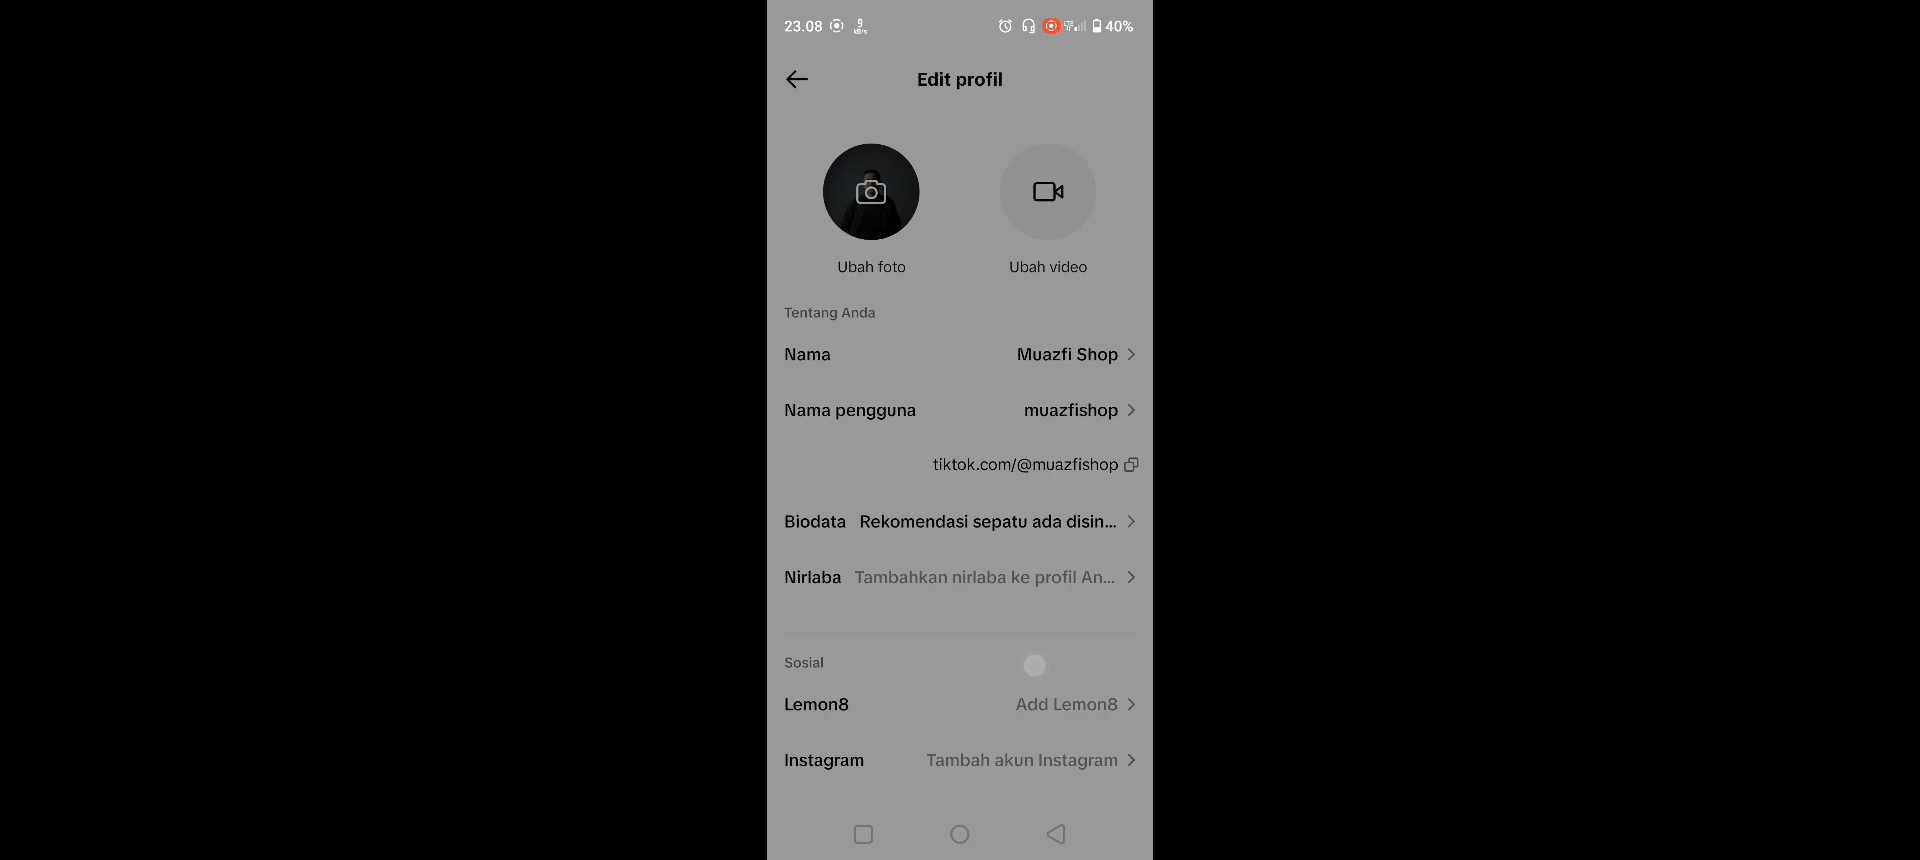 23.08 9 kB/s 40%
Edit profil
Ubah foto Ubah video
Tentang Anda
Nama Muazfi Shop
Nama pengguna muazfishop
tiktok.com/@muazfishop
Biodata Rekomendasi sepatu ada disin...
Nirlaba Tambahkan nirlaba ke profil An...
Sosial
Lemon8 Add Lemon8
Instagram Tambah akun Instagram